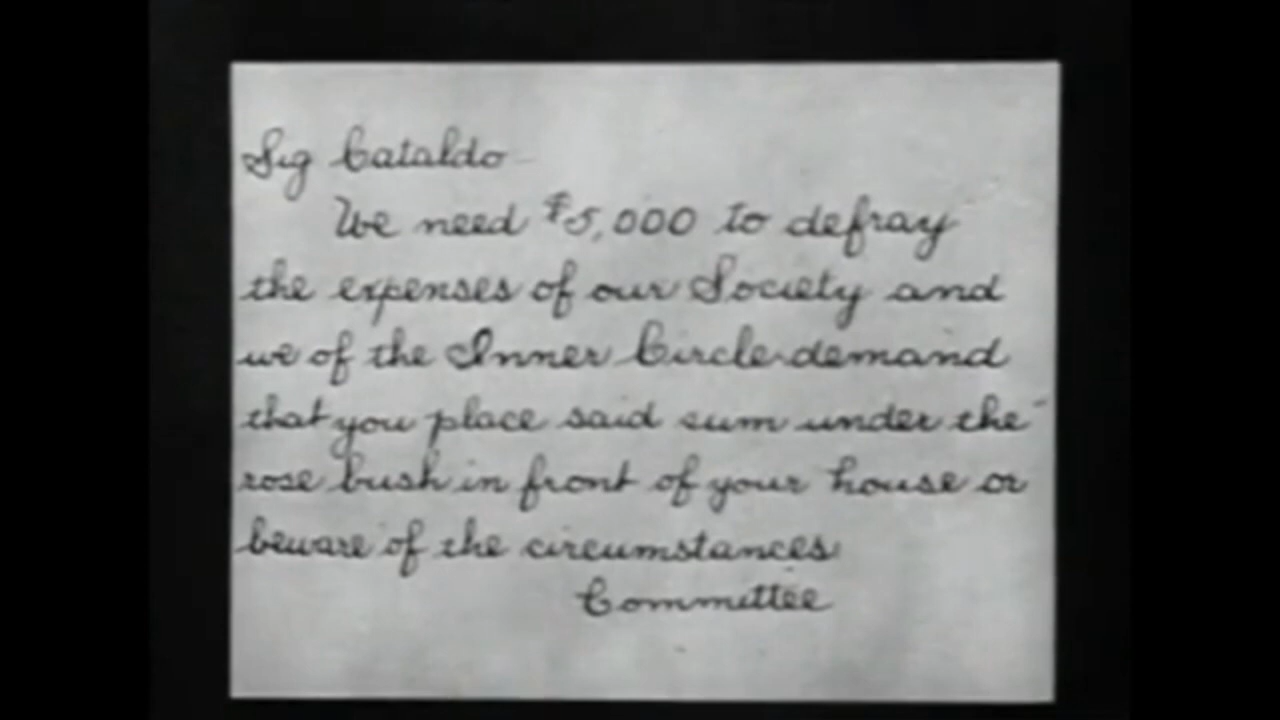 Sig Cataldo
We need $5,000 to defray
the expenses of our Society and
we of the Inner Circle demand
that you place said sum under the
rose bush in front of your house or
beware of the circumstances
Committee